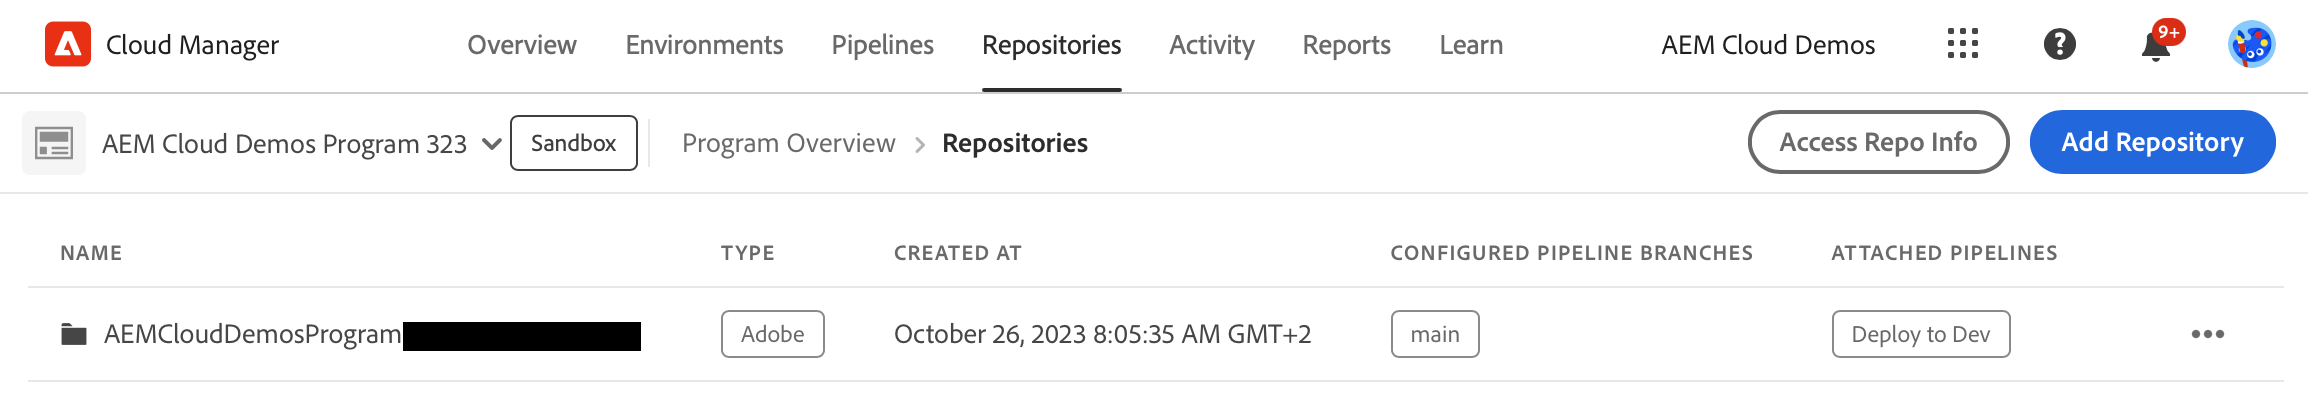 Cloud Manager Overview Environments Pipelines Repositories Activity Reports Learn AEM Cloud Demos ? 9+
AEM Cloud Demos Program 323 Sandbox Program Overview > Repositories Access Repo Info Add Repository
NAME TYPE CREATED AT CONFIGURED PIPELINE BRANCHES ATTACHED PIPELINES
AEMCloudDemosProgram Adobe October 26, 2023 8:05:35 AM GMT+2 main Deploy to Dev